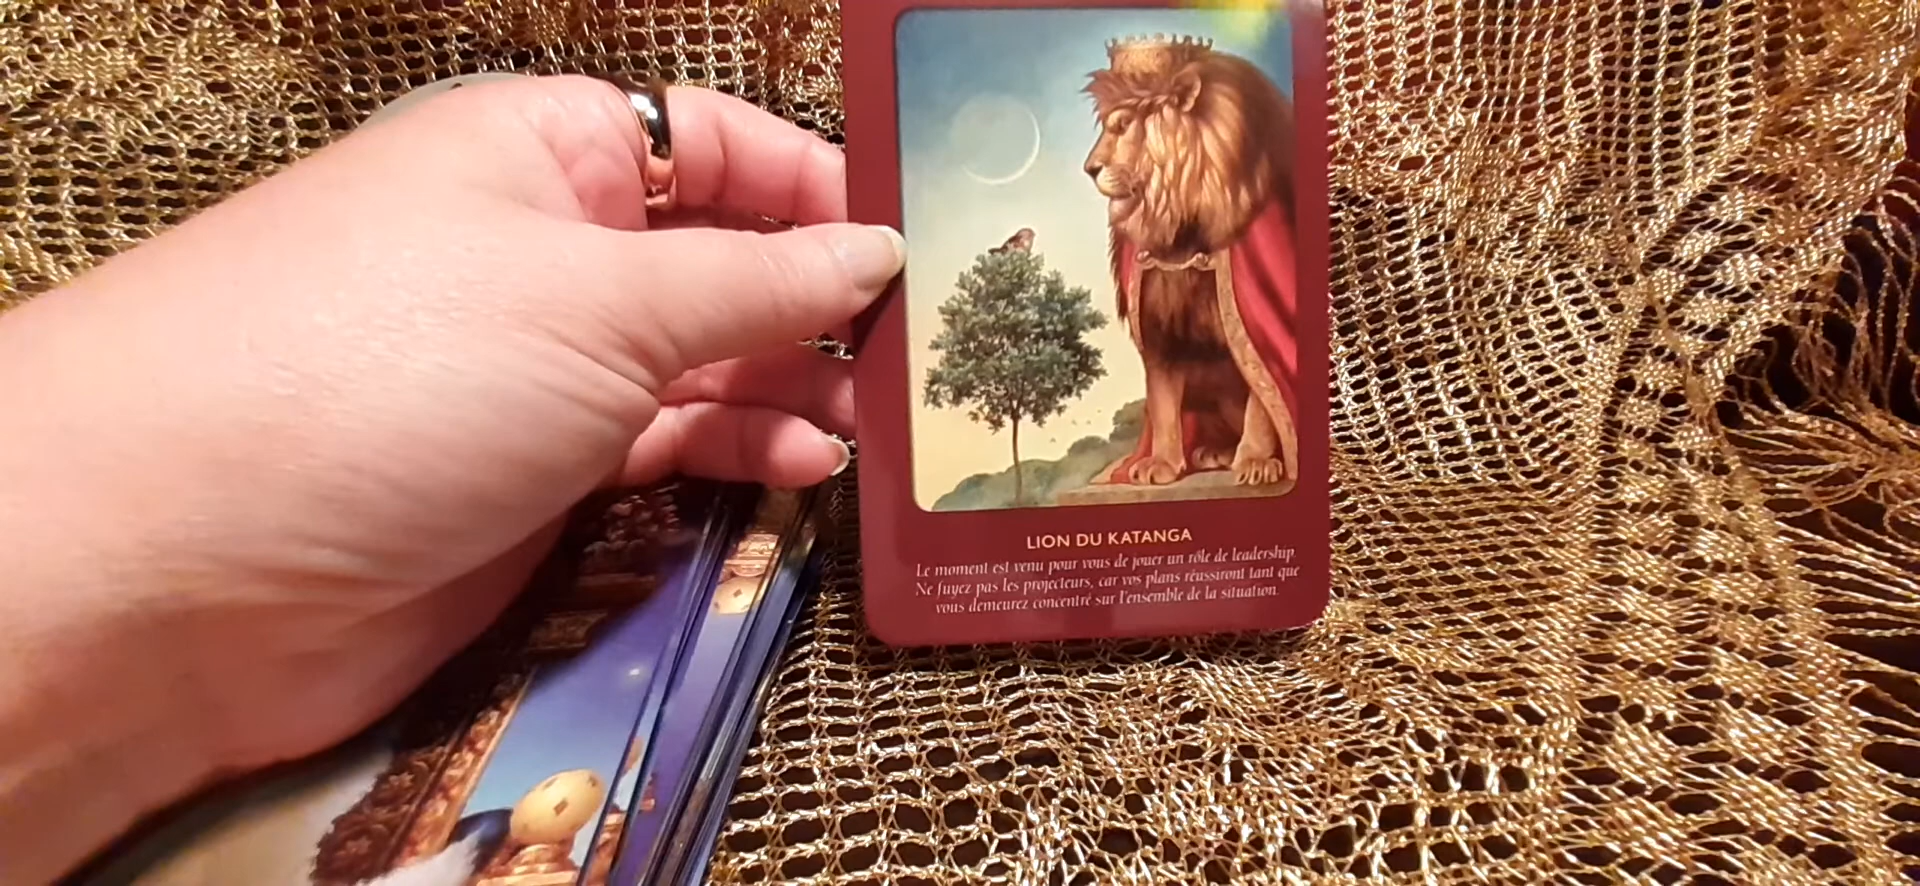 LION DU KATANGA
Le moment est venu pour vous de jouer un rôle de leadership.
Ne fuyez pas les projecteurs, car vos plans réussiront tant que
vous demeurez concentré sur l'ensemble de la situation.